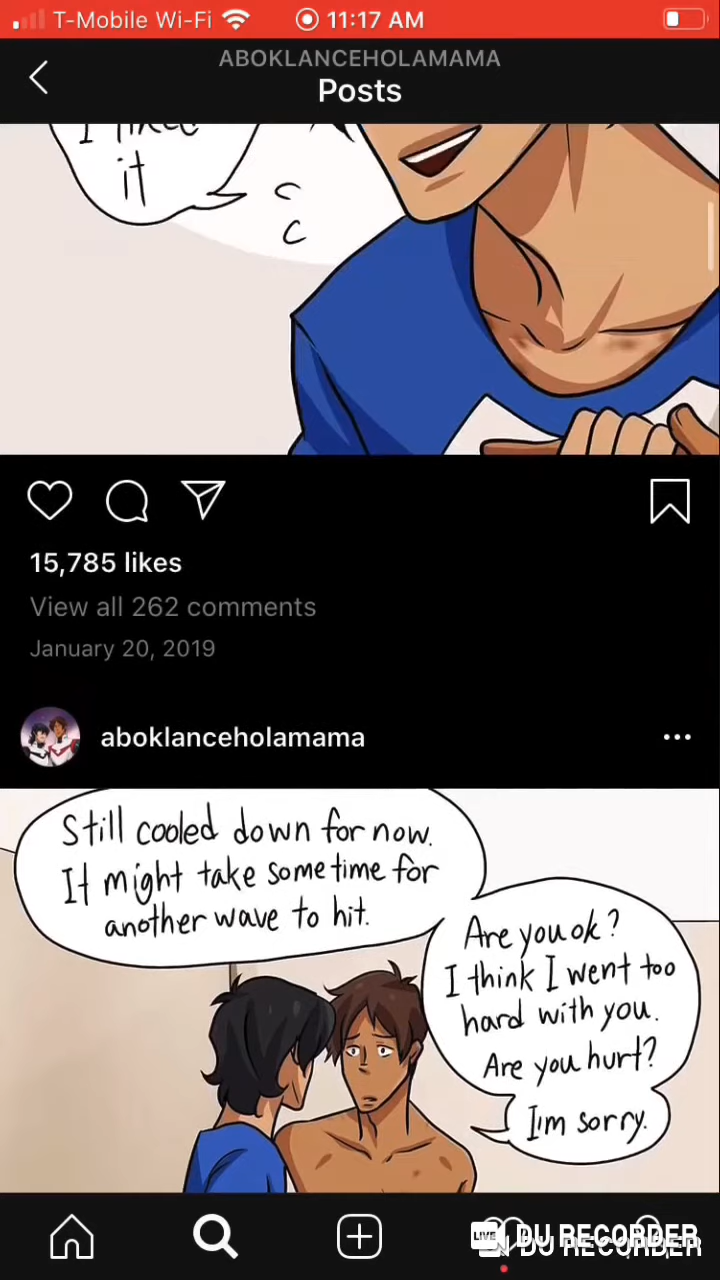 T-Mobile Wi-Fi 11:17 AM
ABOKLANCEHOLAMAMA
Posts
I liked
it
15,785 likes
View all 262 comments
January 20, 2019
aboklanceholamama
Still cooled down for now.
It might take some time for
another wave to hit.
Are you ok?
I think I went too
hard with you.
Are you hurt?
I'm sorry.
LIVE DU RECORDER
DU RECORDER